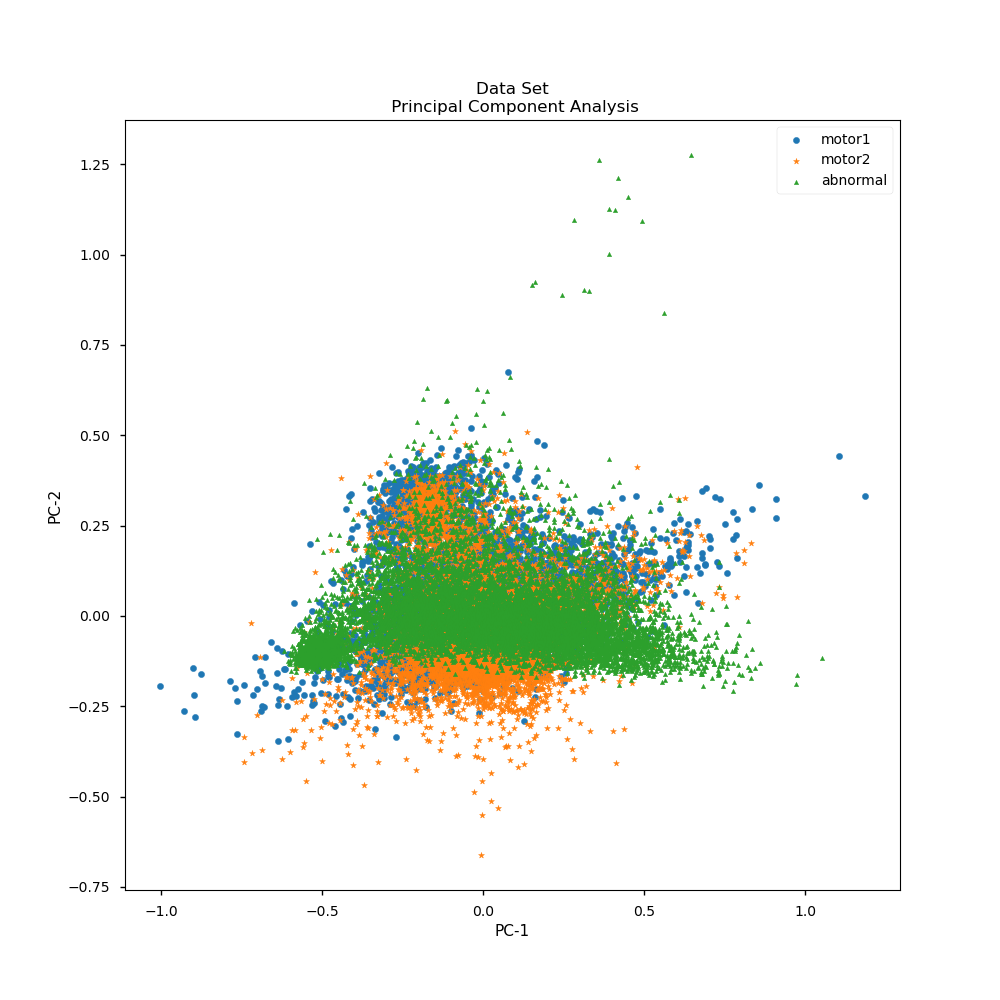 Data Set
Principal Component Analysis
motor1
motor2
abnormal
1.25
1.00
0.75
0.50
0.25
0.00
−0.25
−0.50
−0.75
PC-2
−1.0
−0.5
0.0
0.5
1.0
PC-1